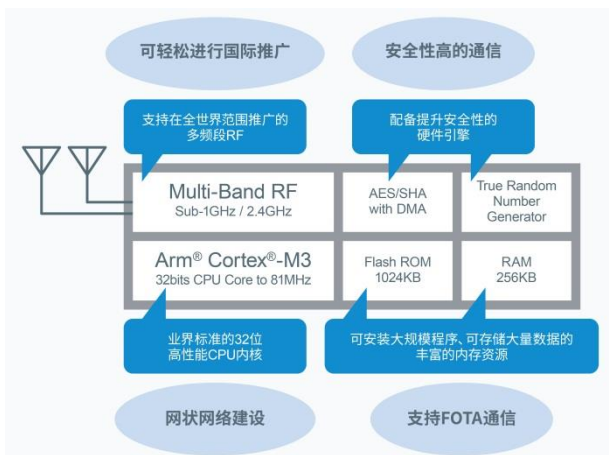 可轻松进行国际推广
安全性高的通信
支持在全世界范围推广的
多频段RF
配备提升安全性的
硬件引擎
Multi-Band RF
Sub-1GHz / 2.4GHz
AES/SHA
with DMA
True Random
Number
Generator
Arm® Cortex®-M3
32bits CPU Core to 81MHz
Flash ROM
1024KB
RAM
256KB
业界标准的32位
高性能CPU内核
可安装大规模程序、可存储大量数据的
丰富的内存资源
网状网络建设
支持FOTA通信